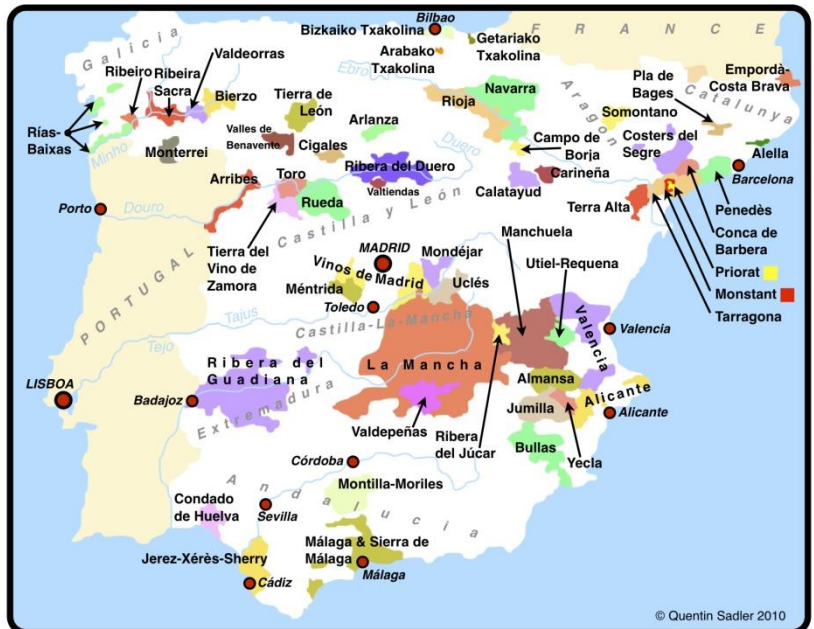 Bilbao
Bizkaiko Txakolina
FRANCE
Getariako
Txakolina
Arabako
Txakolina
Galicia
Valdeorras
Ribeiro
Ribeira
Sacra
Bierzo
Tierra de
León
Ebro
Navarra
Rioja
Aragon
Pla de
Bages
Empordà-
Costa Brava
Catalunya
Somontano
Costers del
Segre
Rías-
Baixas
Minho
Monterrei
Valles de
Benavento
Cigales
Arlanza
Duero
Campo de
Borja
Cariñena
Calatayud
Alella
Barcelona
Arribes
Toro
Ribera del Duero
Valtiendas
Rueda
Castilla y León
Porto
Douro
Terra Alta
Penedès
Conca de
Barbera
Priorat
Monstant
Tarragona
Tierra del
Vino de
Zamora
MADRID
Vinos de Madrid
Mondéjar
Manchuela
Utiel-Requena
Méntrida
Uclés
Toledo
PORTUGAL
Tajus
Castilla-La-Mancha
Valencia
Valencia
Tejo
Ribera del
Guadiana
La Mancha
LISBOA
Badajoz
Extremadura
Almansa
Alicante
Alicante
Jumilla
Valdepeñas
Ribera
del Júcar
Bullas
Yecla
Córdoba
Montilla-Moriles
Andalucia
Condado
de Huelva
Sevilla
Jerez-Xérès-Sherry
Málaga & Sierra de
Málaga
Málaga
Cádiz
© Quentin Sadler 2010